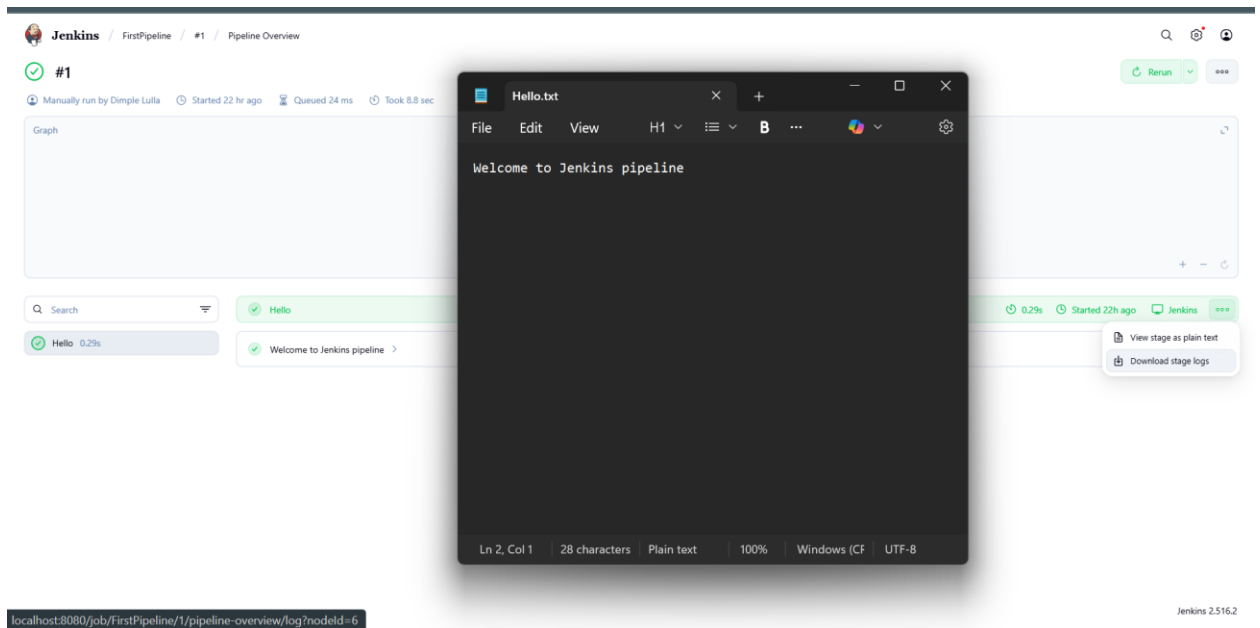 Jenkins / FirstPipeline / #1 / Pipeline Overview
#1
Rerun
Manually run by Dimple Lulla Started 22 hr ago Queued 24 ms Took 8.8 sec
Graph
Hello.txt
File Edit View H1 B
Welcome to Jenkins pipeline
Ln 2, Col 1 28 characters Plain text 100% Windows (CF UTF-8
Search
Hello 0.29s
Hello
0.29s Started 22h ago Jenkins
Welcome to Jenkins pipeline
View stage as plain text
Download stage logs
localhost:8080/job/FirstPipeline/1/pipeline-overview/log?nodeId=6
Jenkins 2.516.2